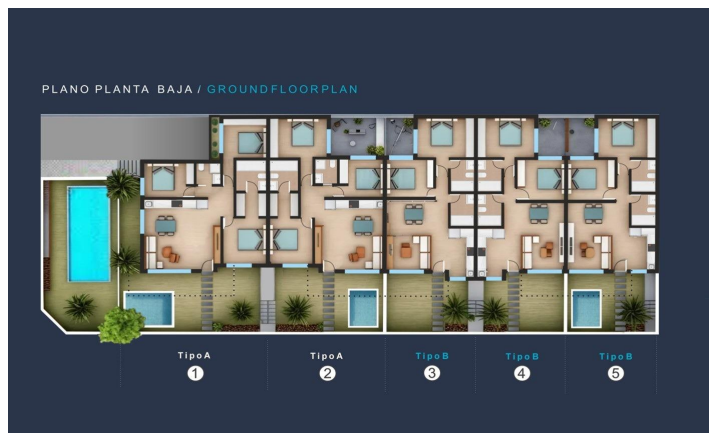 PLANO PLANTA BAJA / GROUNDFLOORPLAN
TipoA TipoA TipoB TipoB TipoB
1 2 3 4 5